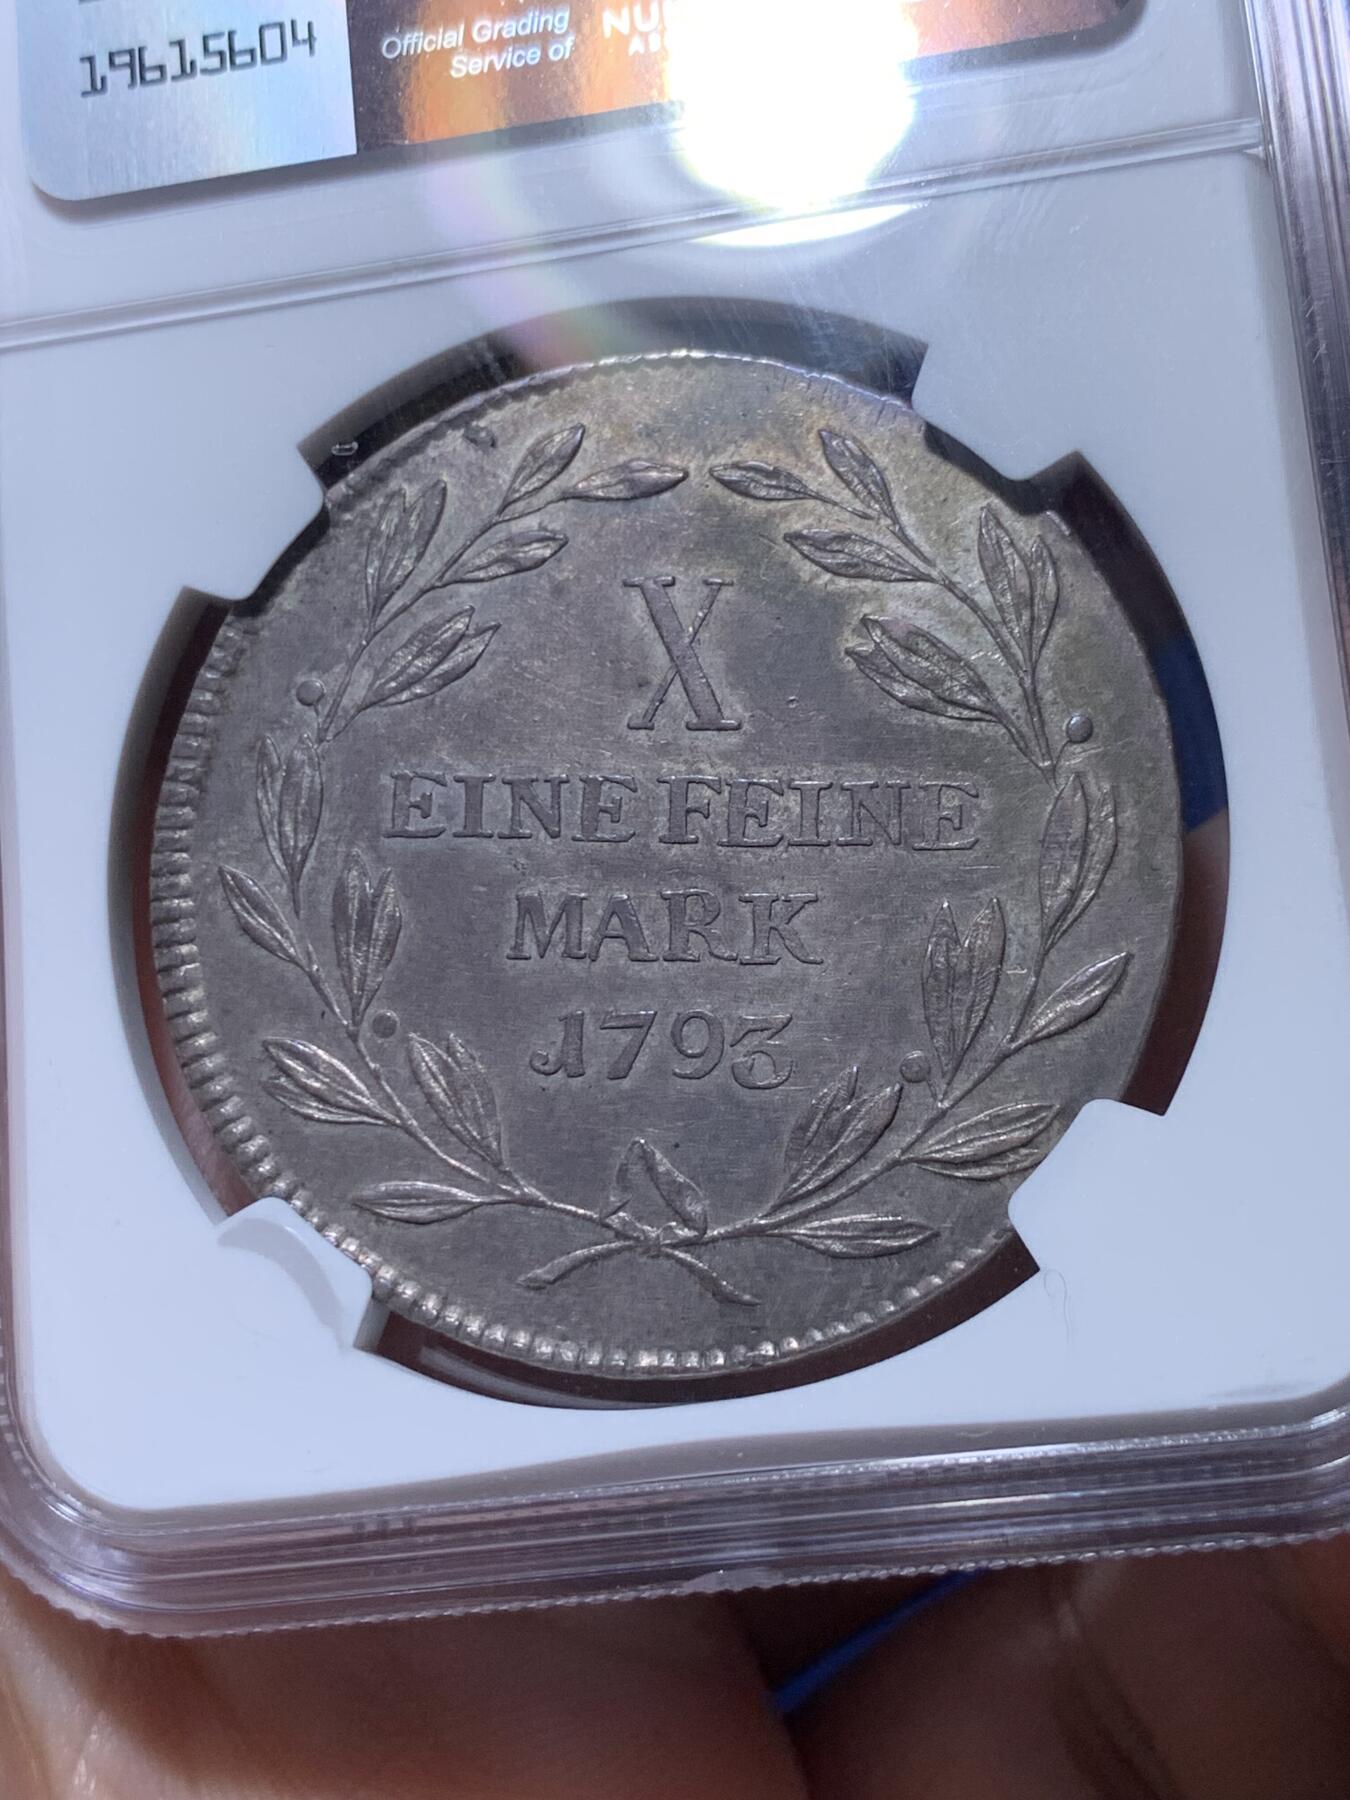 19615604
Official Grading
Service of
X
EINE FEINE
MARK
1793